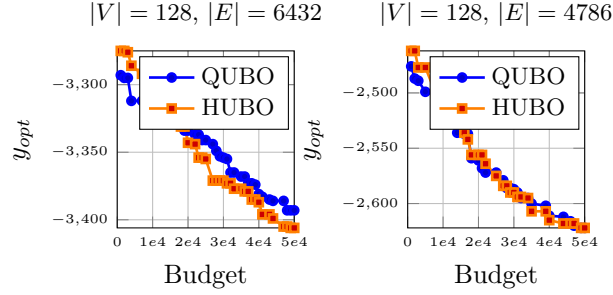 |V| = 128, |E| = 6432
−3,300
−3,350
−3,400
0 1e4 2e4 3e4 4e4 5e4
y_opt
Budget
QUBO
HUBO
|V| = 128, |E| = 4786
−2,500
−2,550
−2,600
0 1e4 2e4 3e4 4e4 5e4
y_opt
Budget
QUBO
HUBO